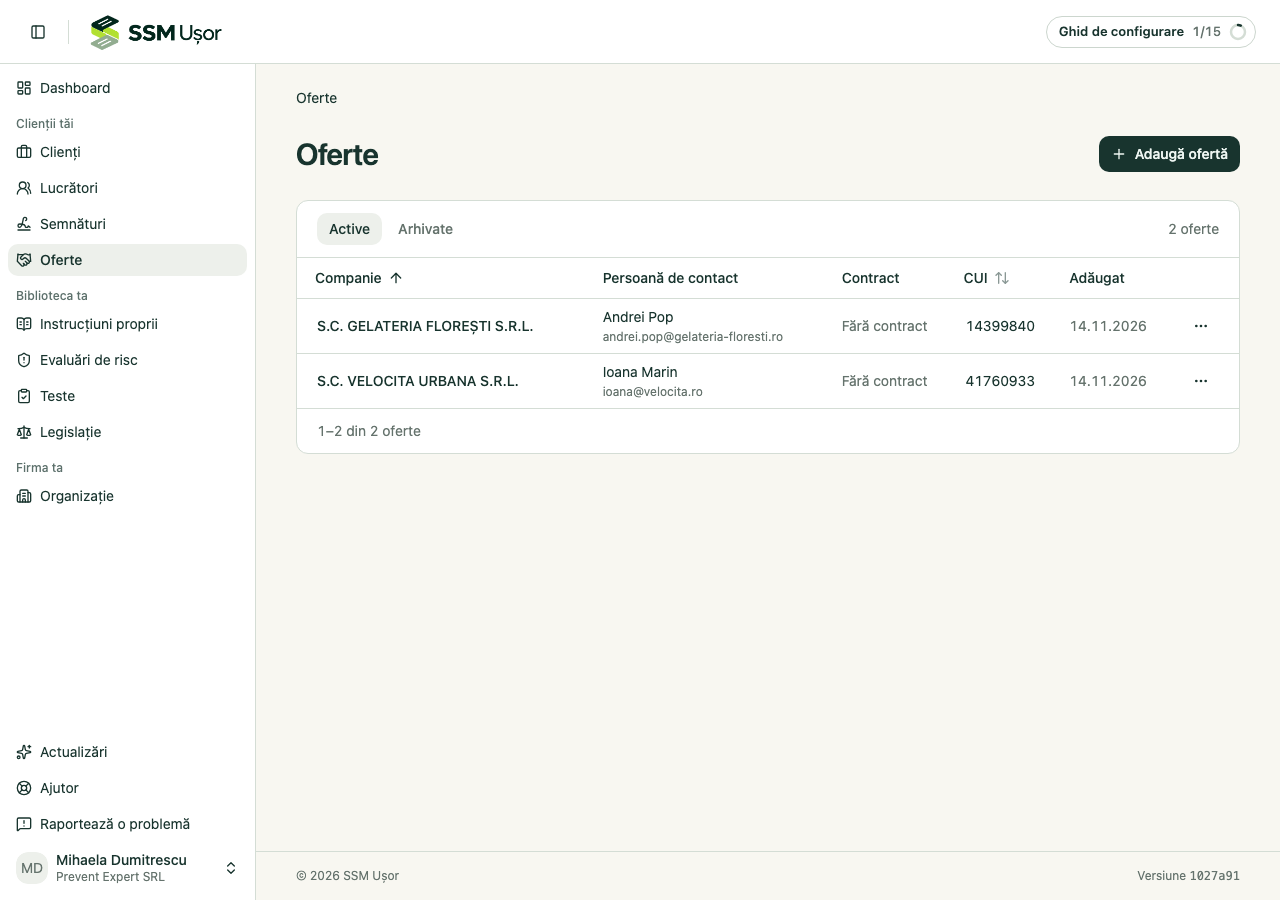 SSM Ușor
Ghid de configurare 1/15
Dashboard
Clienții tăi
Clienți
Lucrători
Semnături
Oferte
Biblioteca ta
Instrucțiuni proprii
Evaluări de risc
Teste
Legislație
Firma ta
Organizație
Actualizări
Ajutor
Raportează o problemă
MD
Mihaela Dumitrescu
Prevent Expert SRL
Oferte
Oferte
Adaugă ofertă
Active Arhivate 2 oferte
Companie Persoană de contact Contract CUI Adăugat
S.C. GELATERIA FLOREȘTI S.R.L. Andrei Pop Fără contract 14399840 14.11.2026
andrei.pop@gelateria-floresti.ro
S.C. VELOCITA URBANA S.R.L. Ioana Marin Fără contract 41760933 14.11.2026
ioana@velocita.ro
1–2 din 2 oferte
© 2026 SSM Ușor Versiune 1027a91